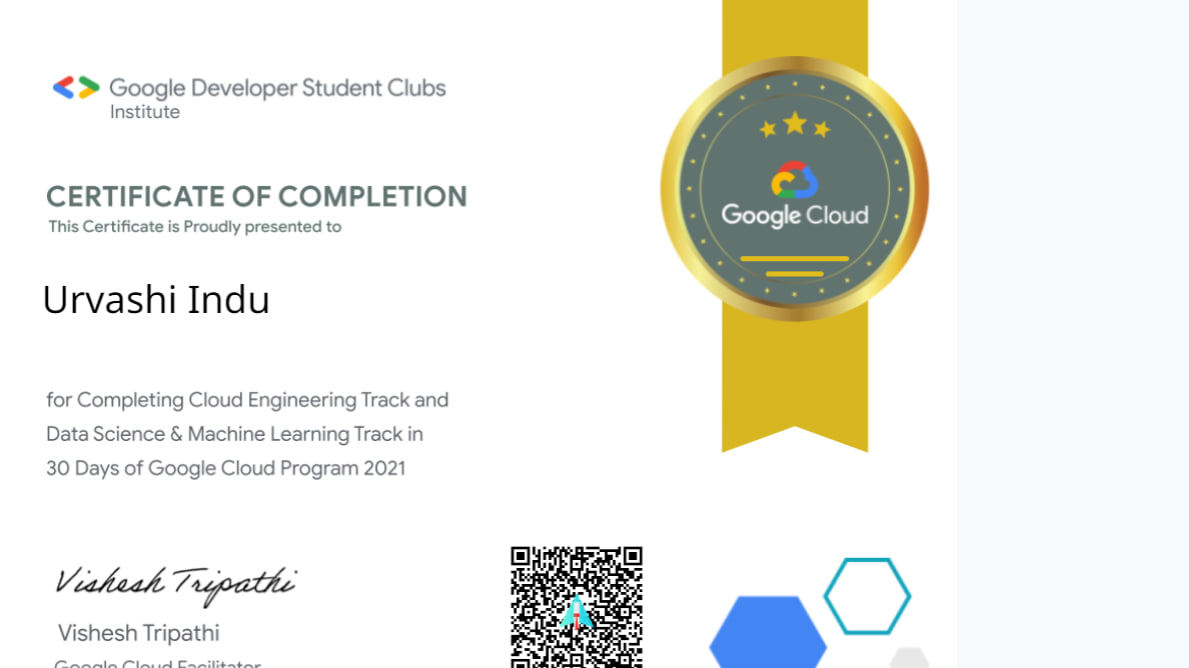 Google Developer Student Clubs
Institute
CERTIFICATE OF COMPLETION
This Certificate is Proudly presented to
Urvashi Indu
for Completing Cloud Engineering Track and
Data Science & Machine Learning Track in
30 Days of Google Cloud Program 2021
Vishesh Tripathi
Vishesh Tripathi
Google Cloud Facilitator
Google Cloud